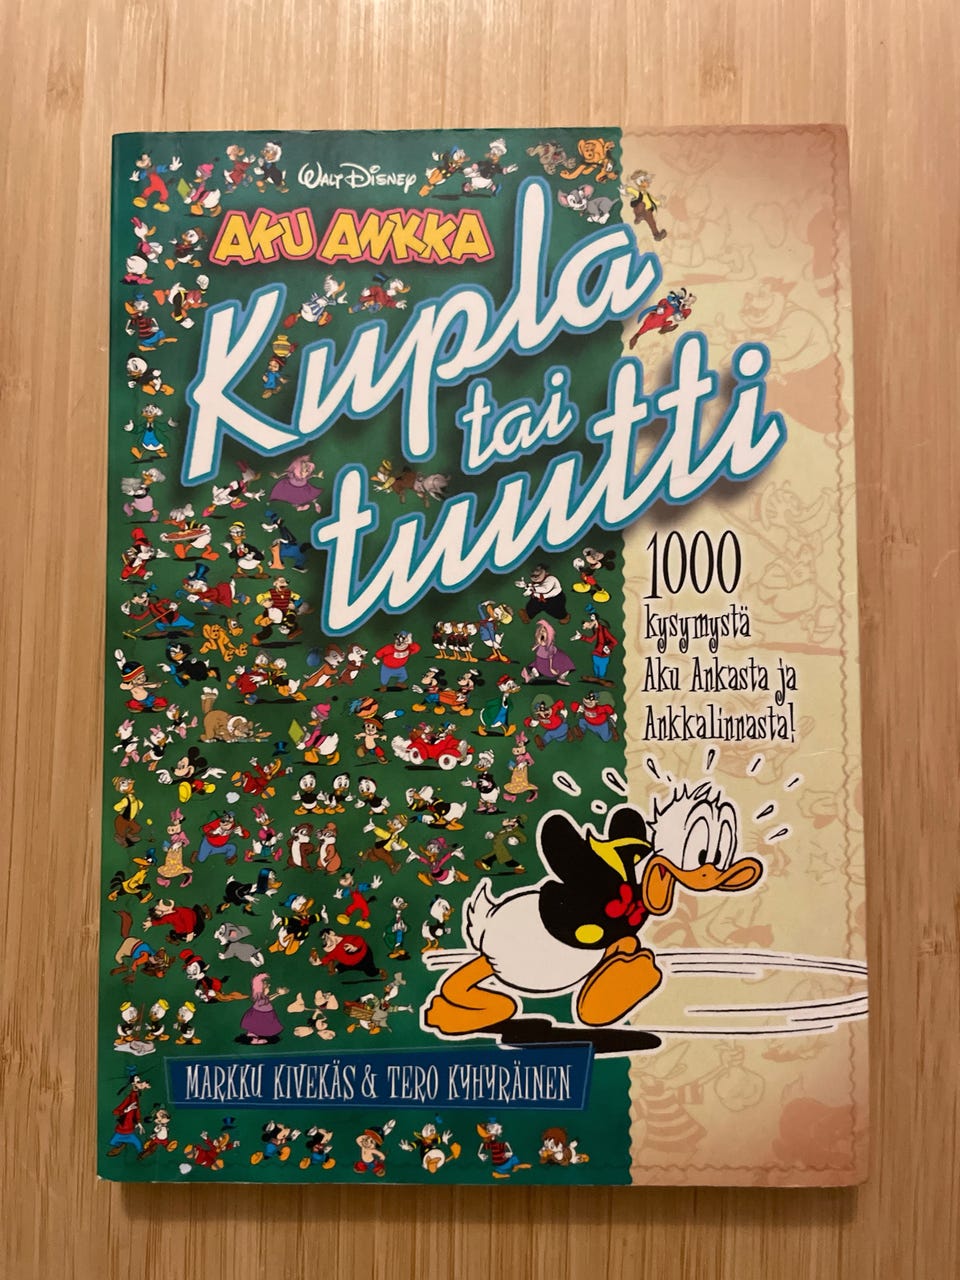 WALT DISNEY
AKU ANKKA
Kupla
tai
tuutti
1000
kysymystä
Aku Ankasta ja
Ankkalinnasta!
MARKKU KIVEKÄS & TERO KYHYRÄINEN